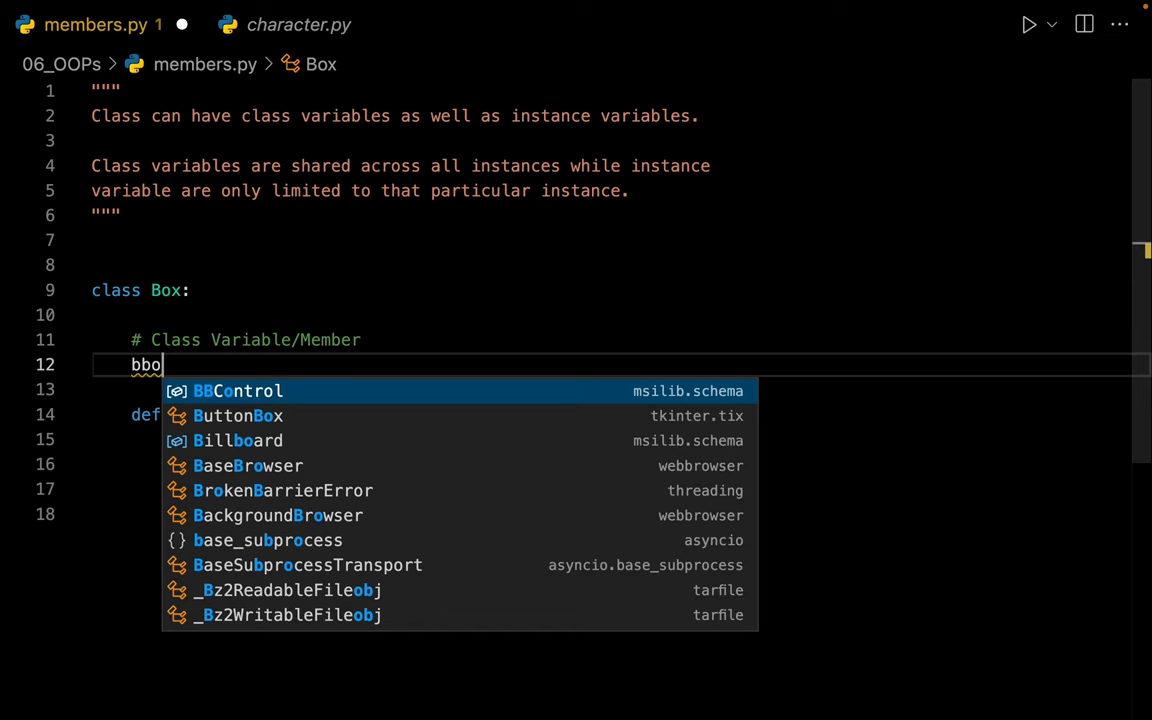 members.py 1 character.py
06_OOPs > members.py > Box
1 """
2 Class can have class variables as well as instance variables.
3
4 Class variables are shared across all instances while instance
5 variable are only limited to that particular instance.
6 """
7
8
9 class Box:
10
11 # Class Variable/Member
12 bbo
BBControl msilib.schema
13
14 def ButtonBox tkinter.tix
15 Billboard msilib.schema
16 BaseBrowser webbrowser
17 BrokenBarrierError threading
18 BackgroundBrowser webbrowser
{} base_subprocess asyncio
BaseSubprocessTransport asyncio.base_subprocess
_Bz2ReadableFileobj tarfile
_Bz2WritableFileobj tarfile